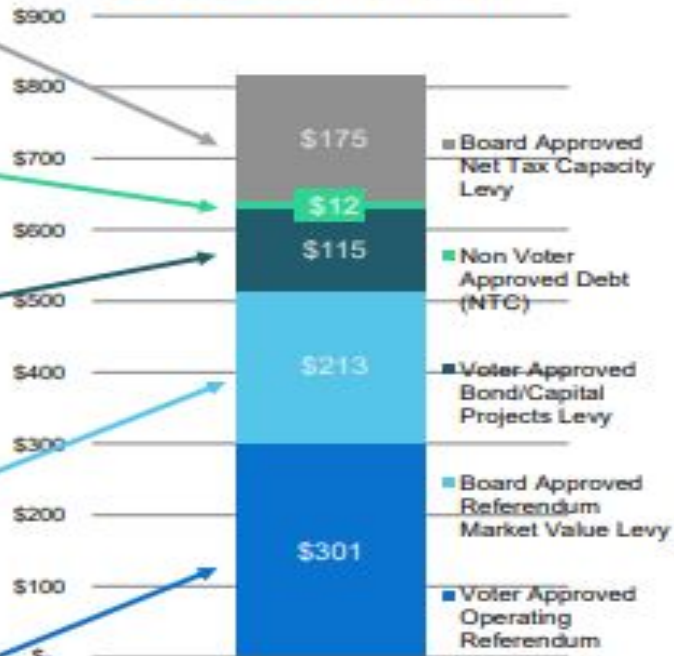 $900
$800
$700
$600
$500
$400
$300
$200
$100
$-
$175
$12
$115
$213
$301
Board Approved
Net Tax Capacity
Levy
Non Voter
Approved Debt
(NTC)
Voter Approved
Bond/Capital
Projects Levy
Board Approved
Referendum
Market Value Levy
Voter Approved
Operating
Referendum